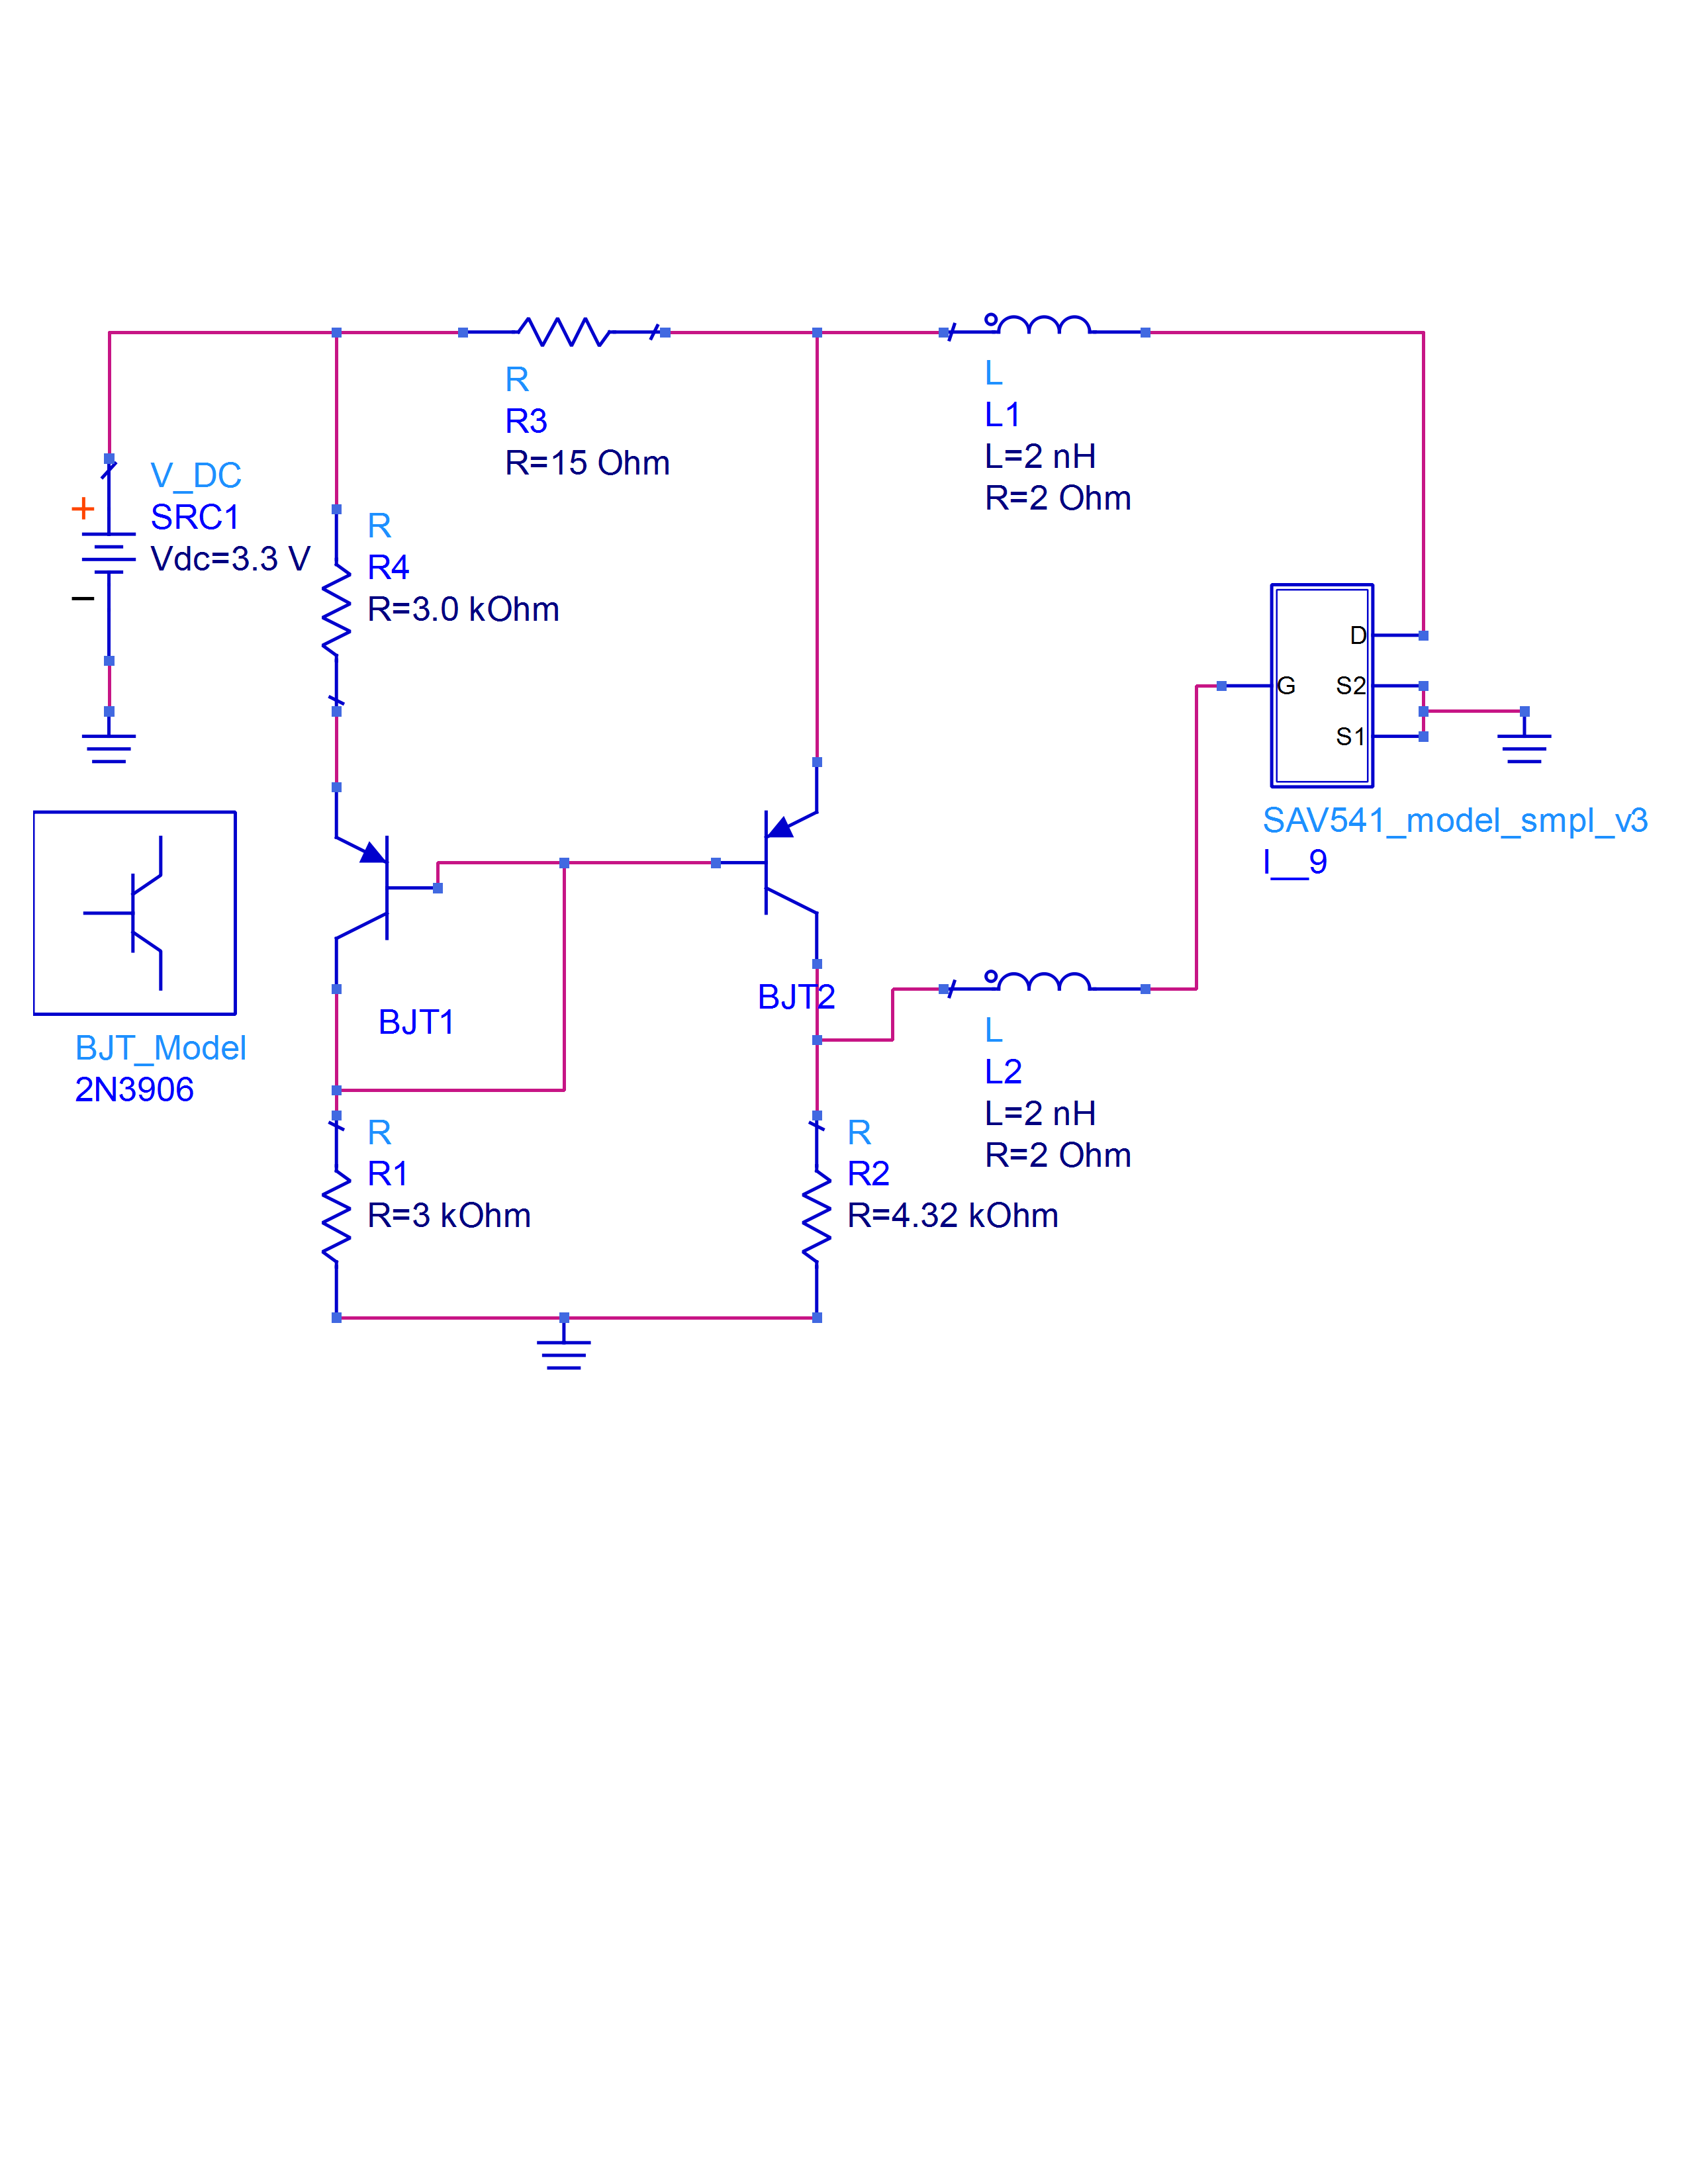 R
R3
R=15 Ohm
L
L1
L=2 nH
R=2 Ohm
+
V_DC
SRC1
Vdc=3.3 V
−
R
R4
R=3.0 kOhm
D
G
S2
S1
SAV541_model_smpl_v3
I__9
BJT_Model
2N3906
BJT1
BJT2
L
L2
L=2 nH
R=2 Ohm
R
R1
R=3 kOhm
R
R2
R=4.32 kOhm